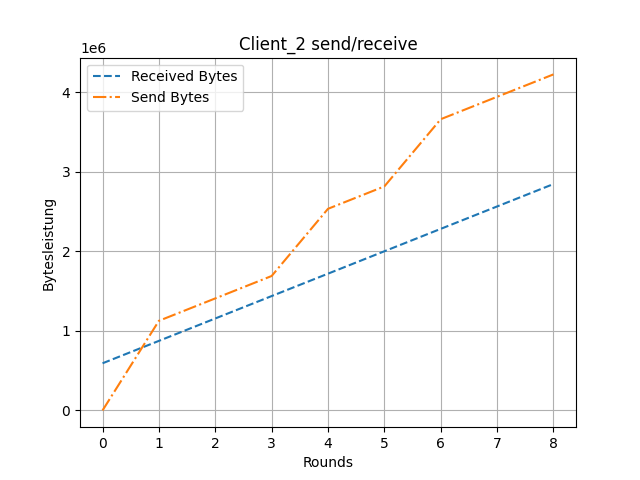 Client_2 send/receive
1e6
Received Bytes
Send Bytes
4
3
2
1
0
Bytesleistung
0 1 2 3 4 5 6 7 8
Rounds